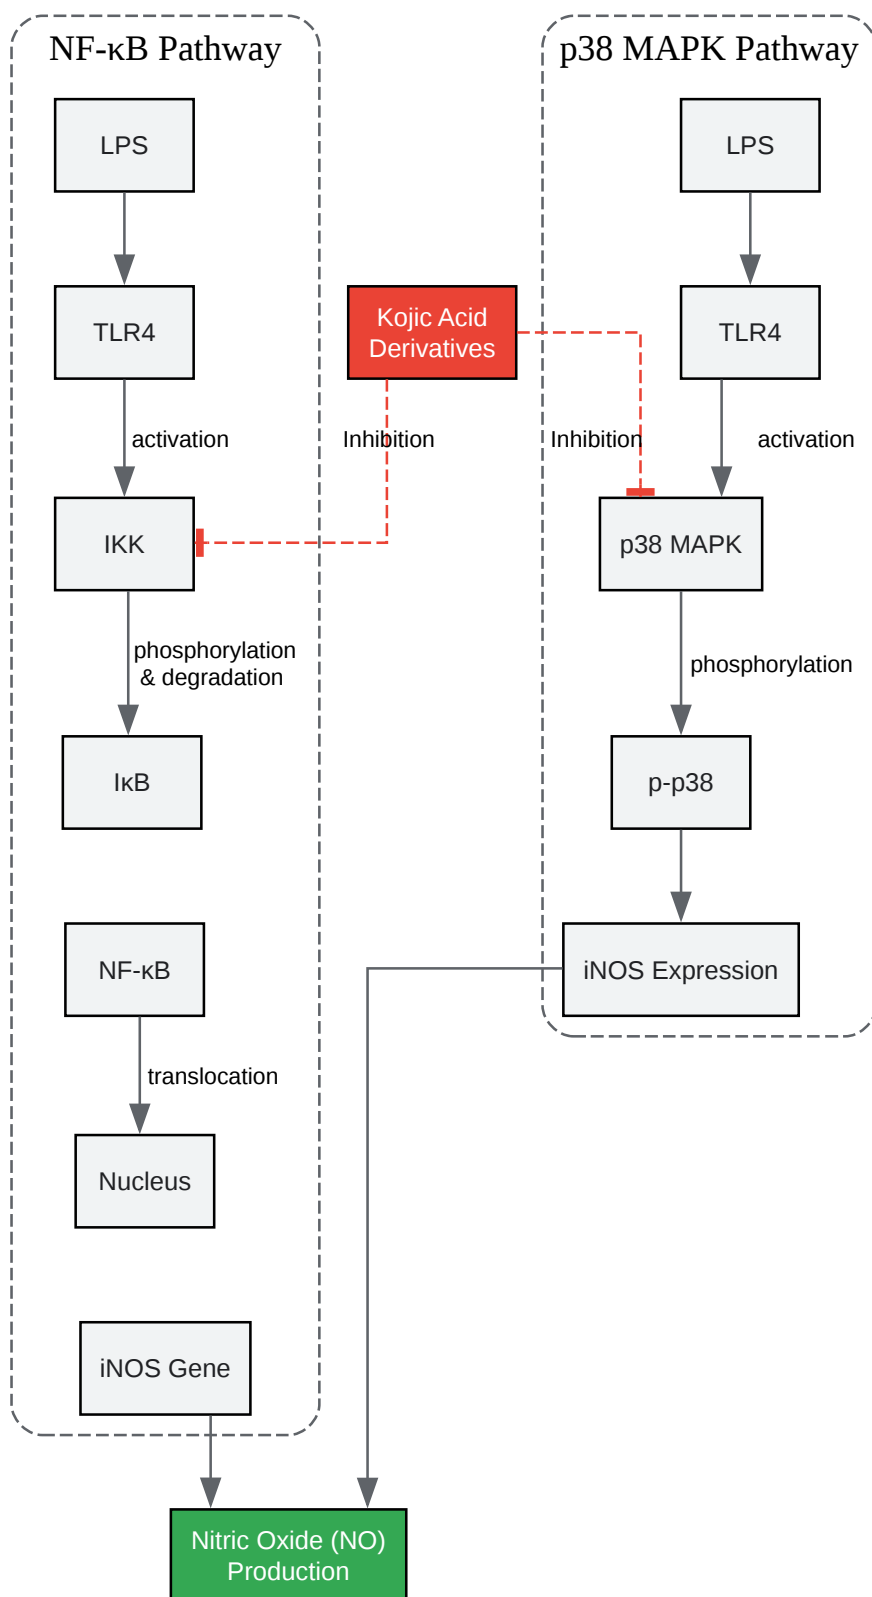 NF-κB Pathway
LPS
TLR4
activation
IKK
phosphorylation
& degradation
IκB
NF-κB
translocation
Nucleus
iNOS Gene
Kojic Acid
Derivatives
Inhibition
Inhibition
p38 MAPK Pathway
LPS
TLR4
activation
p38 MAPK
phosphorylation
p-p38
iNOS Expression
Nitric Oxide (NO)
Production